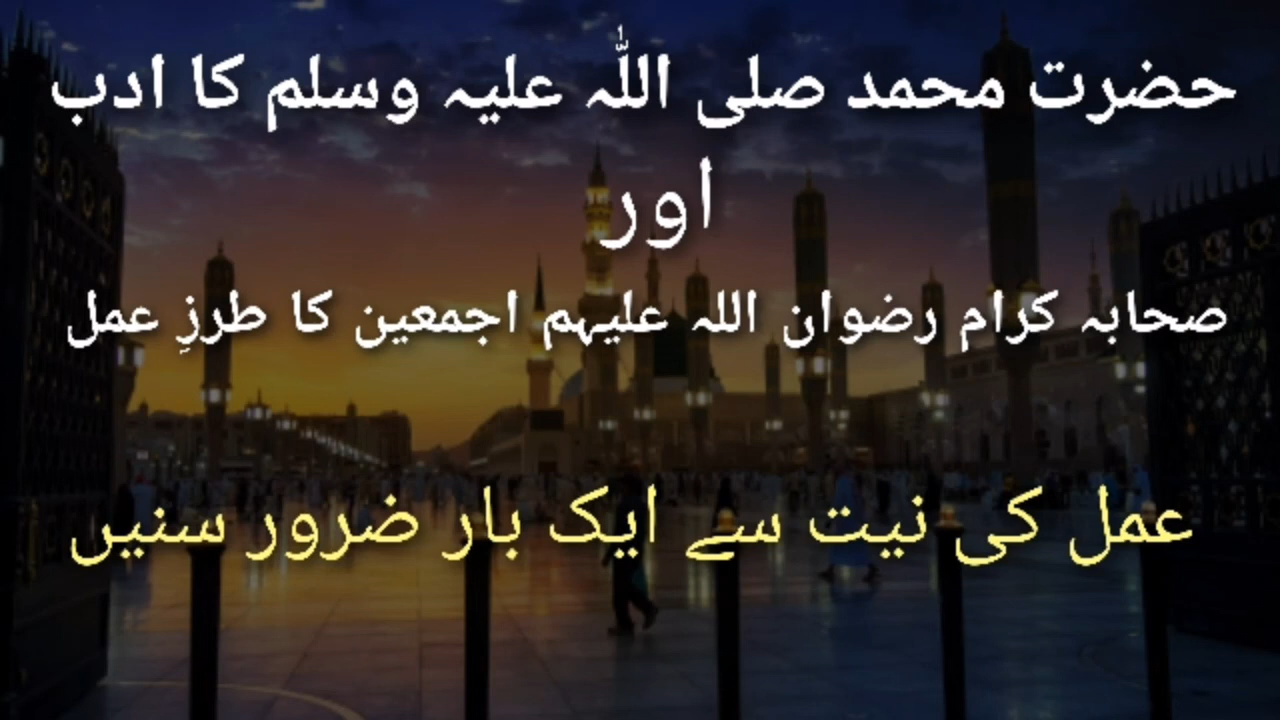 حضرت محمد صلی اللّٰہ علیہ وسلم کا ادب
اور
صحابہ کرام رضوان اللہ علیہم اجمعین کا طرزِ عمل
عمل کی نیت سے ایک بار ضرور سنیں